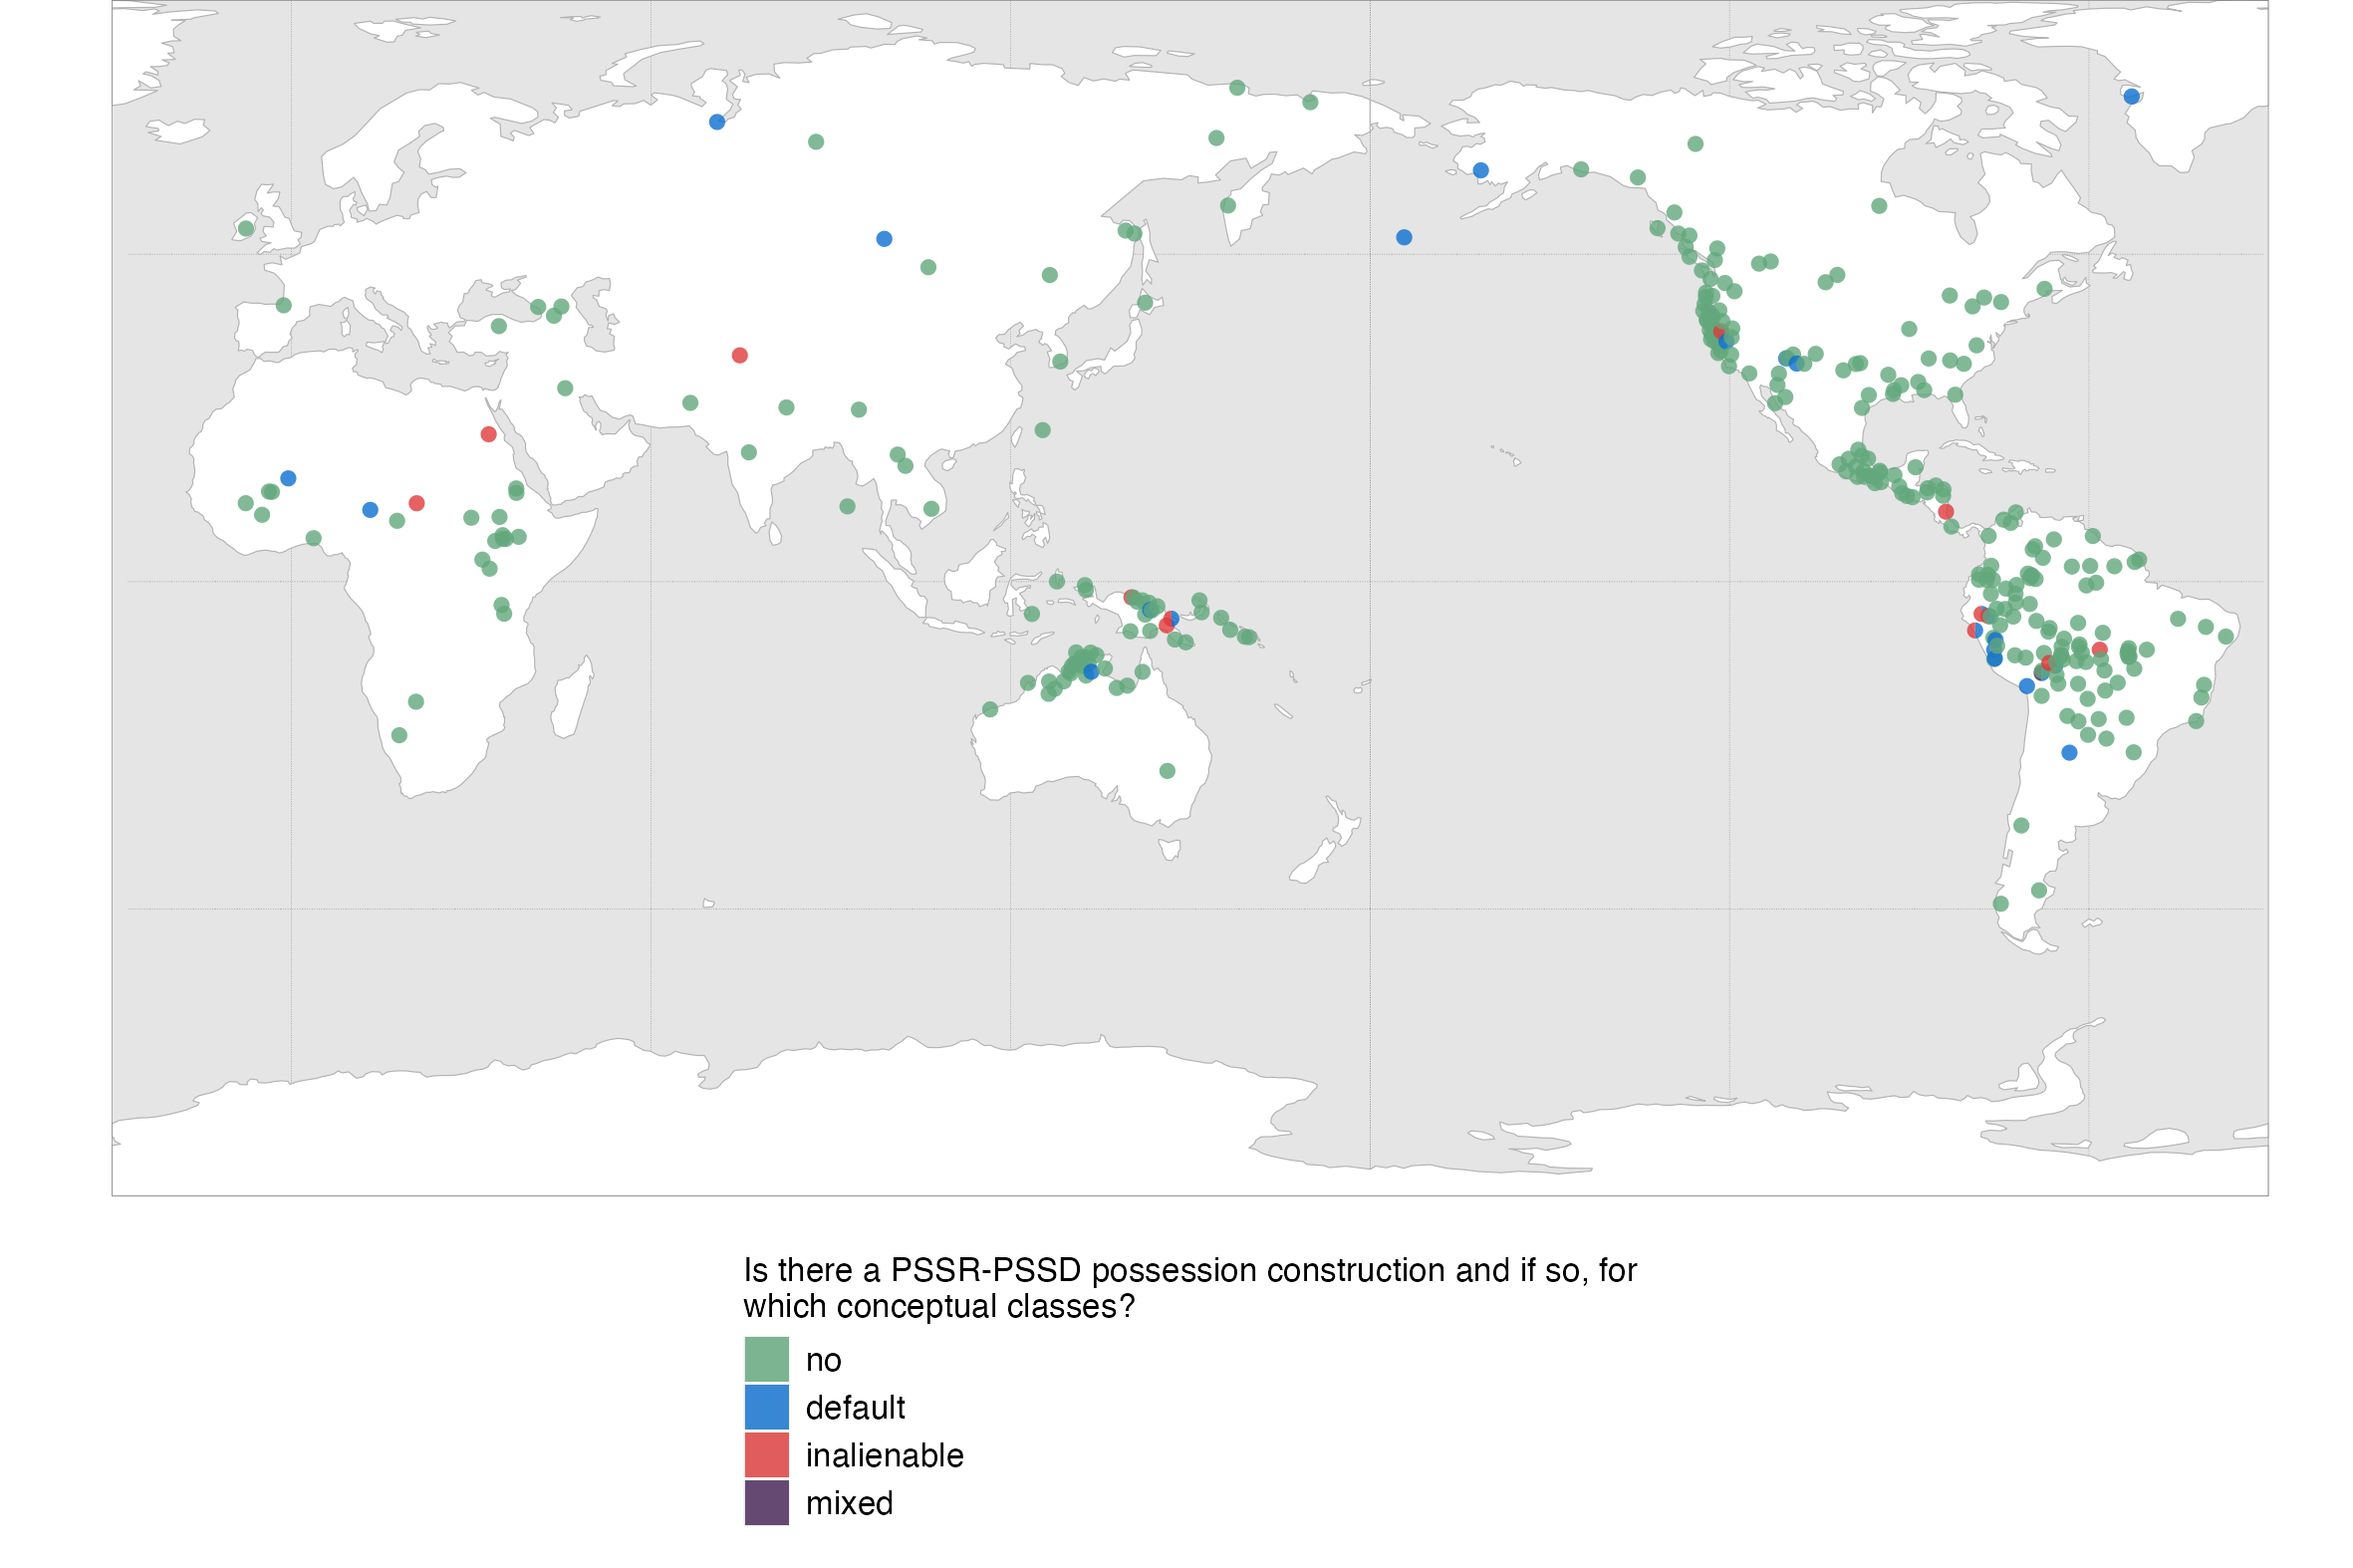 Is there a PSSR-PSSD possession construction and if so, for
which conceptual classes?
no
default
inalienable
mixed